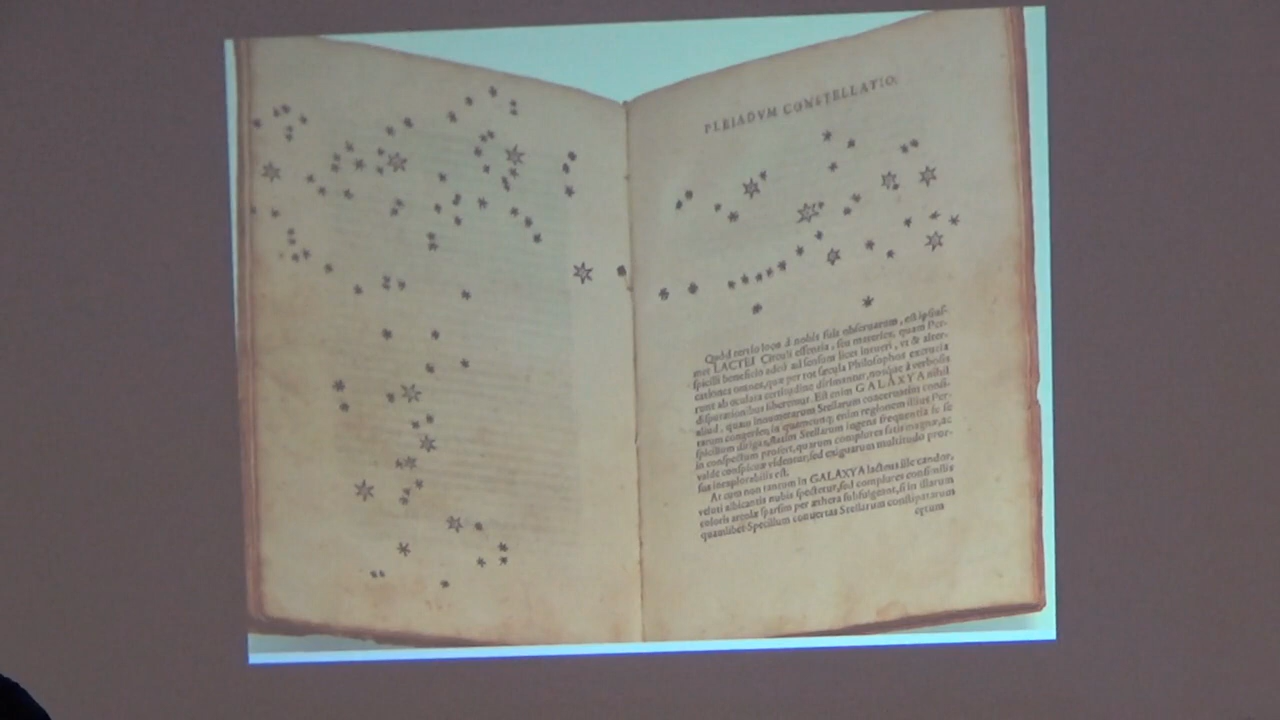 PLEIADVM CONSTELLATIO.
Quod tertio loco à nobis fuit obseruatum, est ipsius-
met LACTEI Circuli essentia, seu materies, quam Per-
spicilli beneficio adeò ad sensum licet intueri, vt & alter-
cationes omnes, quæ per tot sæcula Philosophos
runt ab oculata certitudine dirimantur, nosque à verbosis
disputationibus liberemur. Est enim GALAXYA nihil
aliud, quam innumerarum Stellarum coaceruatim consi-
tarum congeries, in quamcunq; enim regionem illius Per-
spicillum dirigas, statim Stellarum ingens frequentia se se
in conspectum profert, quarum complures satis magnæ, ac
valde conspicuæ videntur, sed exiguarum multitudo pror-
sus inexplorabilis est.
At cum non tantum in GALAXYA lacteus ille candor,
veluti albicantis nubis spectetur, sed complures consimilis
coloris areolæ sparsim per æthera subfulgeant, si in illarum
quamlibet Specillum conuertas Stellarum constipatarum
cętum